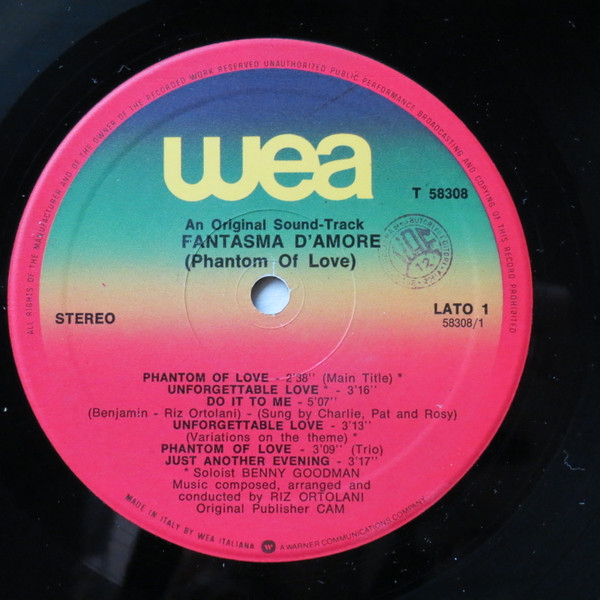 ALL RIGHTS OF THE MANUFACTURER AND OF THE OWNER OF THE RECORDED WORK RESERVED UNAUTHORIZED PUBLIC PERFORMANCE BROADCASTING AND COPYING OF THIS RECORD PROHIBITED
wea
T 58308
An Original Sound-Track
FANTASMA D'AMORE
(Phantom Of Love)
STEREO
LATO 1
58308/1
PHANTOM OF LOVE - 2'38" (Main Title) *
UNFORGETTABLE LOVE * - 3'16"
DO IT TO ME - 5'07"
(Benjamin - Riz Ortolani) - (Sung by Charlie, Pat and Rosy)
UNFORGETTABLE LOVE - 3'13"
(Variations on the theme) *
PHANTOM OF LOVE - 3'09" (Trio)
JUST ANOTHER EVENING - 3'17"
* Soloist BENNY GOODMAN
Music composed, arranged and
conducted by RIZ ORTOLANI
Original Publisher CAM
MADE IN ITALY BY WEA ITALIANA
A WARNER COMMUNICATIONS COMPANY